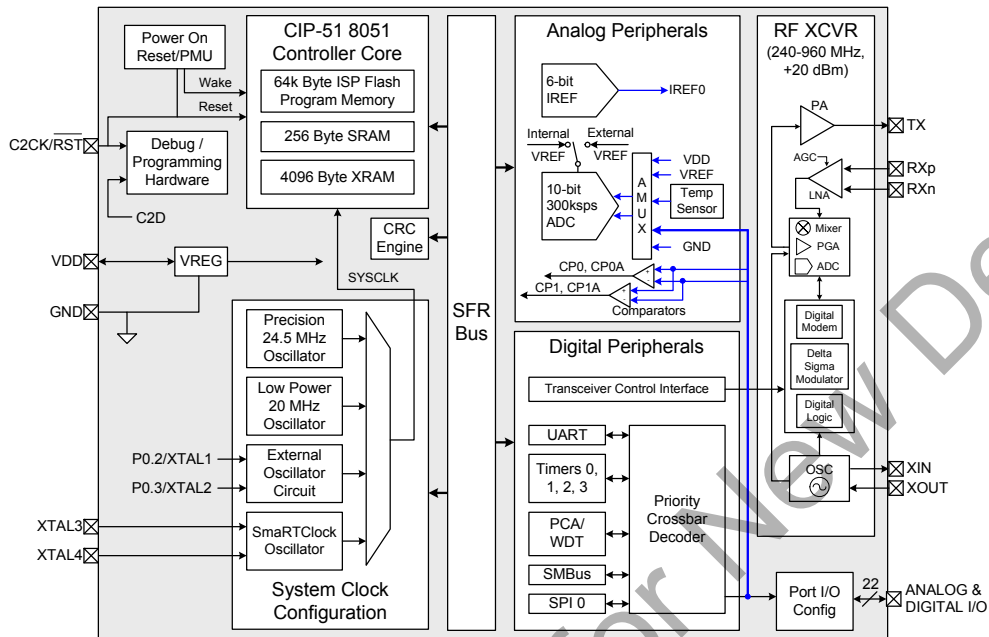 Power On
Reset/PMU
Wake
Reset
C2CK/RST
Debug /
Programming
Hardware
C2D
VDD
VREG
GND
CIP-51 8051
Controller Core
64k Byte ISP Flash
Program Memory
256 Byte SRAM
4096 Byte XRAM
CRC
Engine
SYSCLK
Precision
24.5 MHz
Oscillator
Low Power
20 MHz
Oscillator
P0.2/XTAL1
P0.3/XTAL2
External
Oscillator
Circuit
XTAL3
XTAL4
SmaRTClock
Oscillator
System Clock
Configuration
SFR
Bus
Analog Peripherals
6-bit
IREF
IREF0
Internal
VREF
External
VREF
10-bit
300ksps
ADC
A
M
U
X
VDD
VREF
Temp
Sensor
GND
CP0, CP0A
+
-
CP1, CP1A
+
-
Comparators
Digital Peripherals
Transceiver Control Interface
UART
Timers 0,
1, 2, 3
PCA/
WDT
SMBus
SPI 0
Priority
Crossbar
Decoder
RF XCVR
(240-960 MHz,
+20 dBm)
PA
TX
AGC
LNA
RXp
RXn
Mixer
PGA
ADC
Digital
Modem
Delta
Sigma
Modulator
Digital
Logic
OSC
XIN
XOUT
Port I/O
Config
22
ANALOG &
DIGITAL I/O
for New De